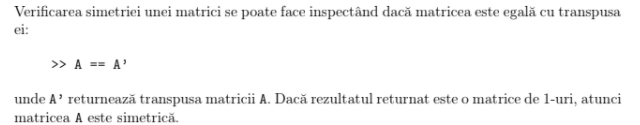 Verificarea simetriei unei matrici se poate face inspectând dacă matricea este egală cu transpusa
ei:
>> A == A'
unde A' returnează transpusa matricii A. Dacă rezultatul returnat este o matrice de 1-uri, atunci
matricea A este simetrică.